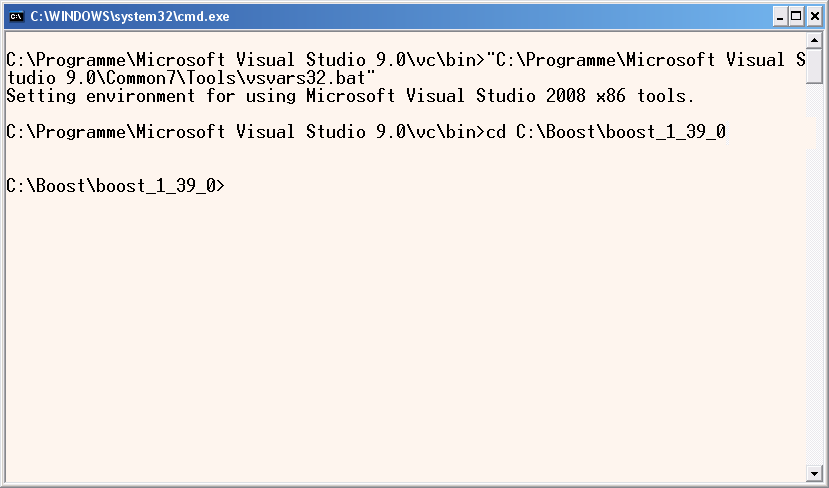 C:\WINDOWS\system32\cmd.exe
C:\Programme\Microsoft Visual Studio 9.0\vc\bin>"C:\Programme\Microsoft Visual S
tudio 9.0\Common7\Tools\vsvars32.bat"
Setting environment for using Microsoft Visual Studio 2008 x86 tools.
C:\Programme\Microsoft Visual Studio 9.0\vc\bin>cd C:\Boost\boost_1_39_0
C:\Boost\boost_1_39_0>